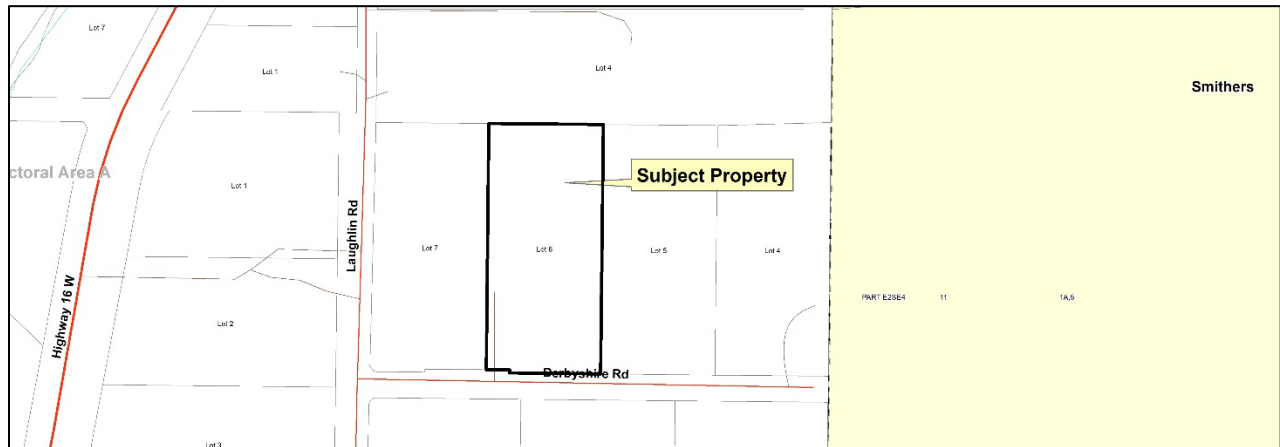 Lot 7
Lot 1
Lot 4
Smithers
ctoral Area A
Subject Property
Lot 1
Laughlin Rd
Lot 7
Lot 6
Lot 5
Lot 4
PART E2SE4 11 1A,5
Highway 16 W
Lot 2
Derbyshire Rd
Lot 3